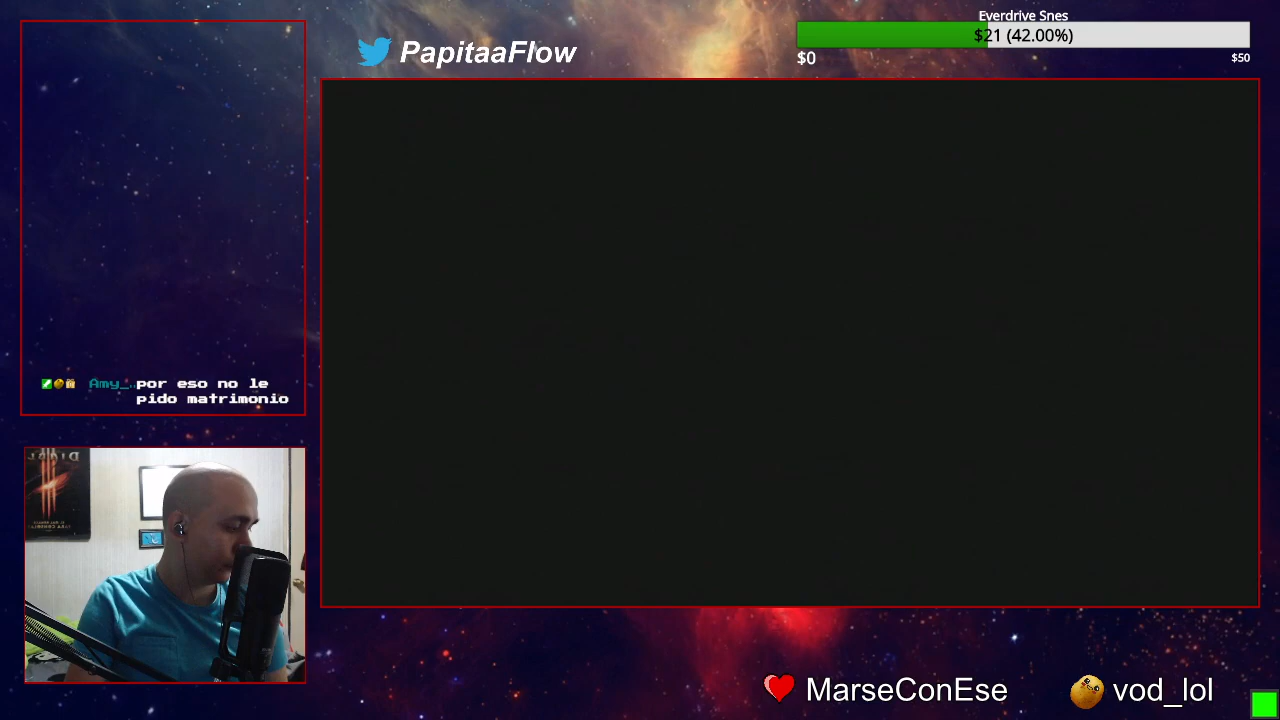 Everdrive Snes
PapitaaFlow
$21 (42.00%)
$0
$50
Amy_..
por eso no le
pido matrimonio
MarseConEse
vod_lol